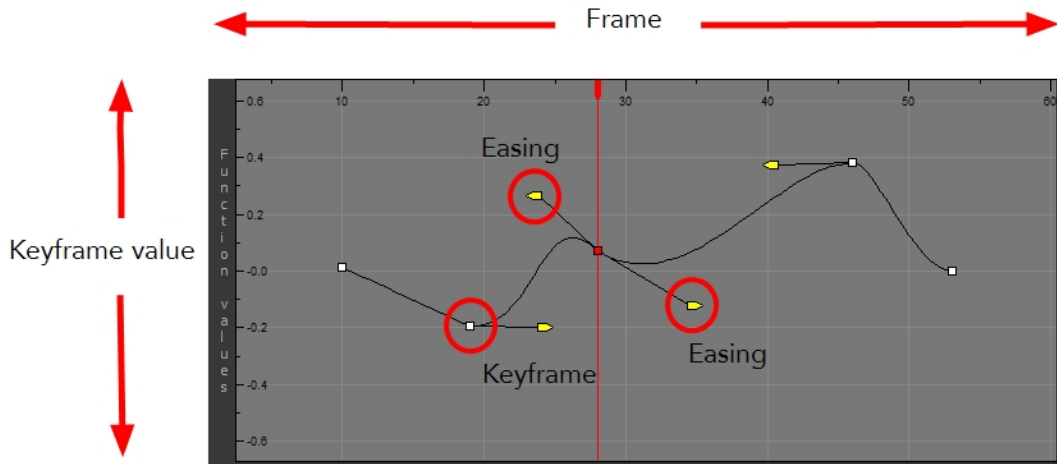 Frame
10 20 30 40 50 60
0.6
Easing
0.4
0.2
Keyframe value
-0.0
-0.2
Easing
Keyframe
-0.4
-0.6
Function values